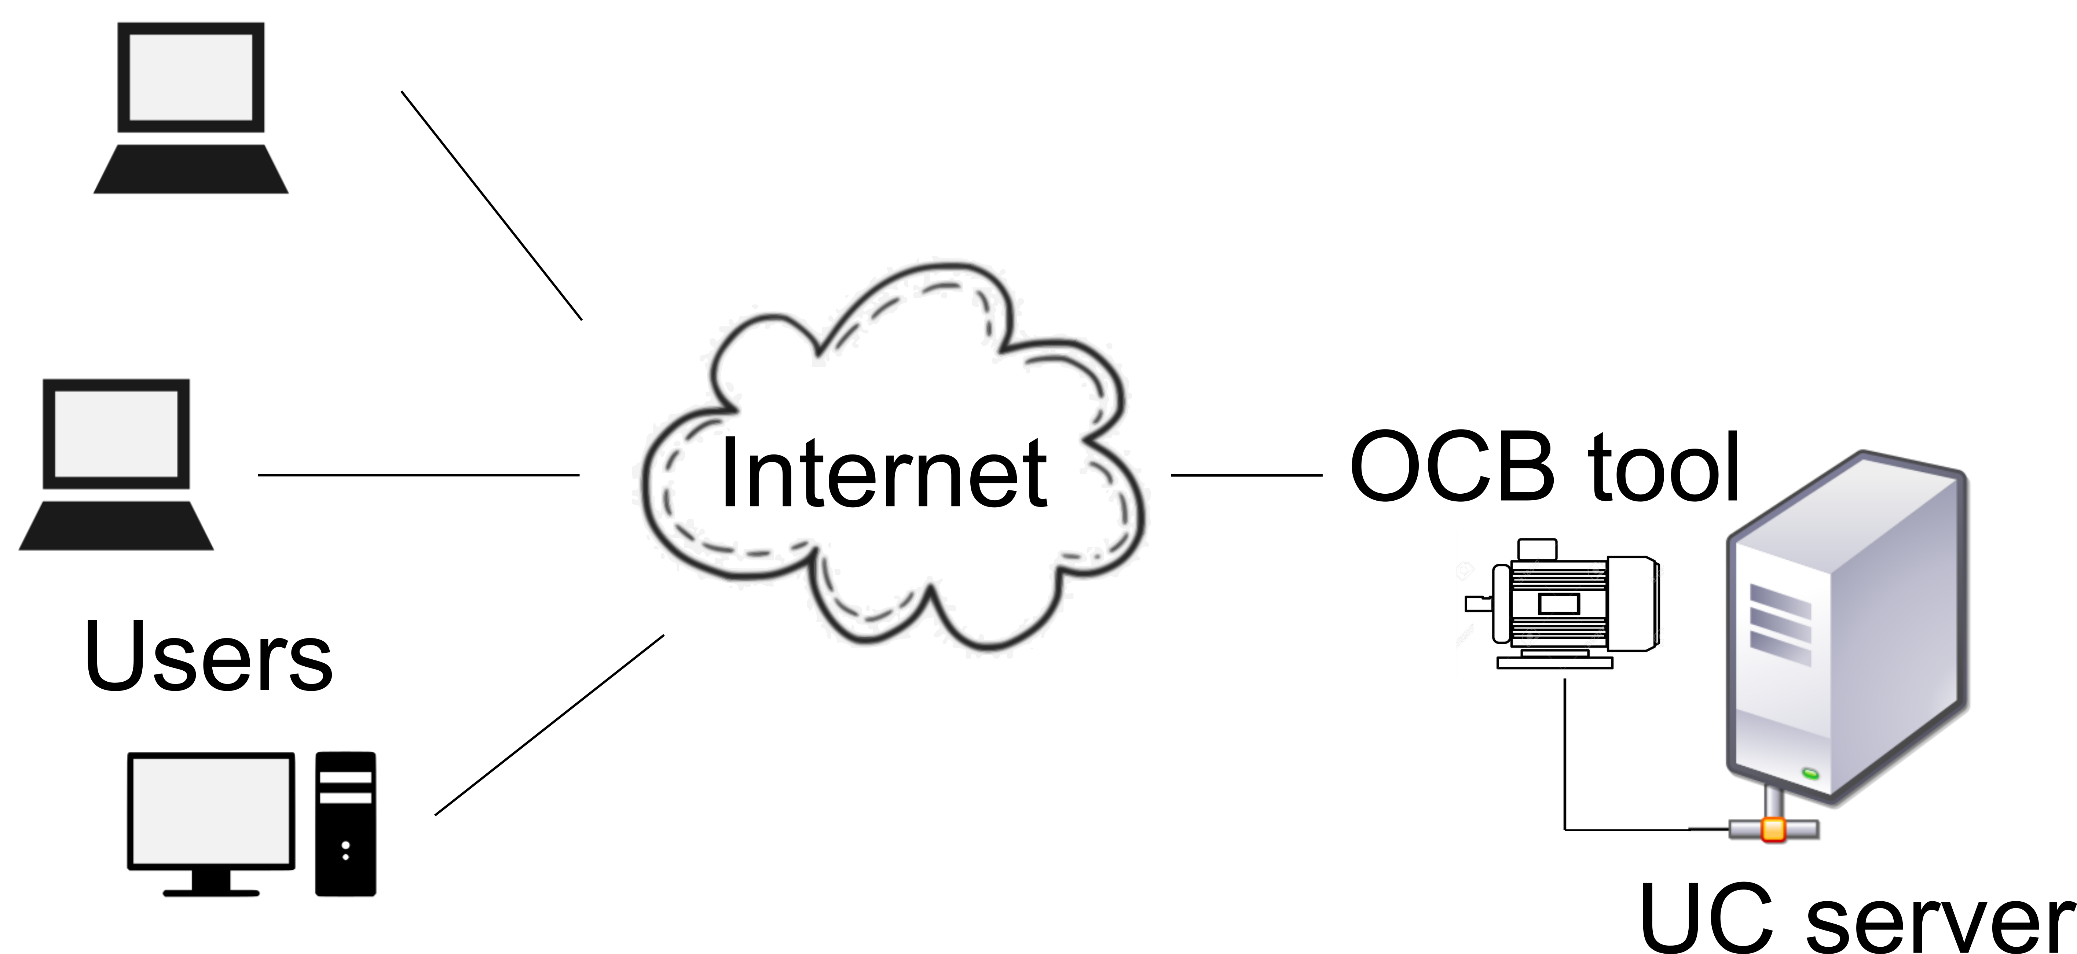 Internet
OCB tool
Users
UC server